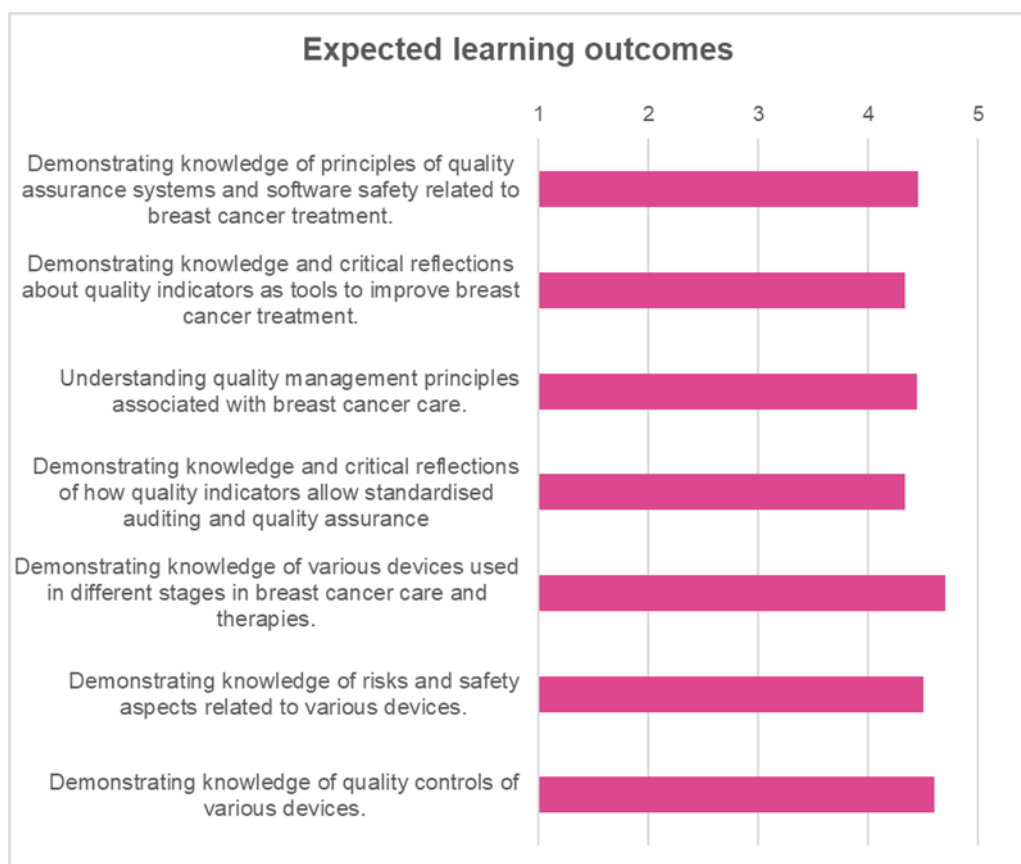 Expected learning outcomes
1 2 3 4 5
Demonstrating knowledge of principles of quality
assurance systems and software safety related to
breast cancer treatment.
Demonstrating knowledge and critical reflections
about quality indicators as tools to improve breast
cancer treatment.
Understanding quality management principles
associated with breast cancer care.
Demonstrating knowledge and critical reflections
of how quality indicators allow standardised
auditing and quality assurance
Demonstrating knowledge of various devices used
in different stages in breast cancer care and
therapies.
Demonstrating knowledge of risks and safety
aspects related to various devices.
Demonstrating knowledge of quality controls of
various devices.